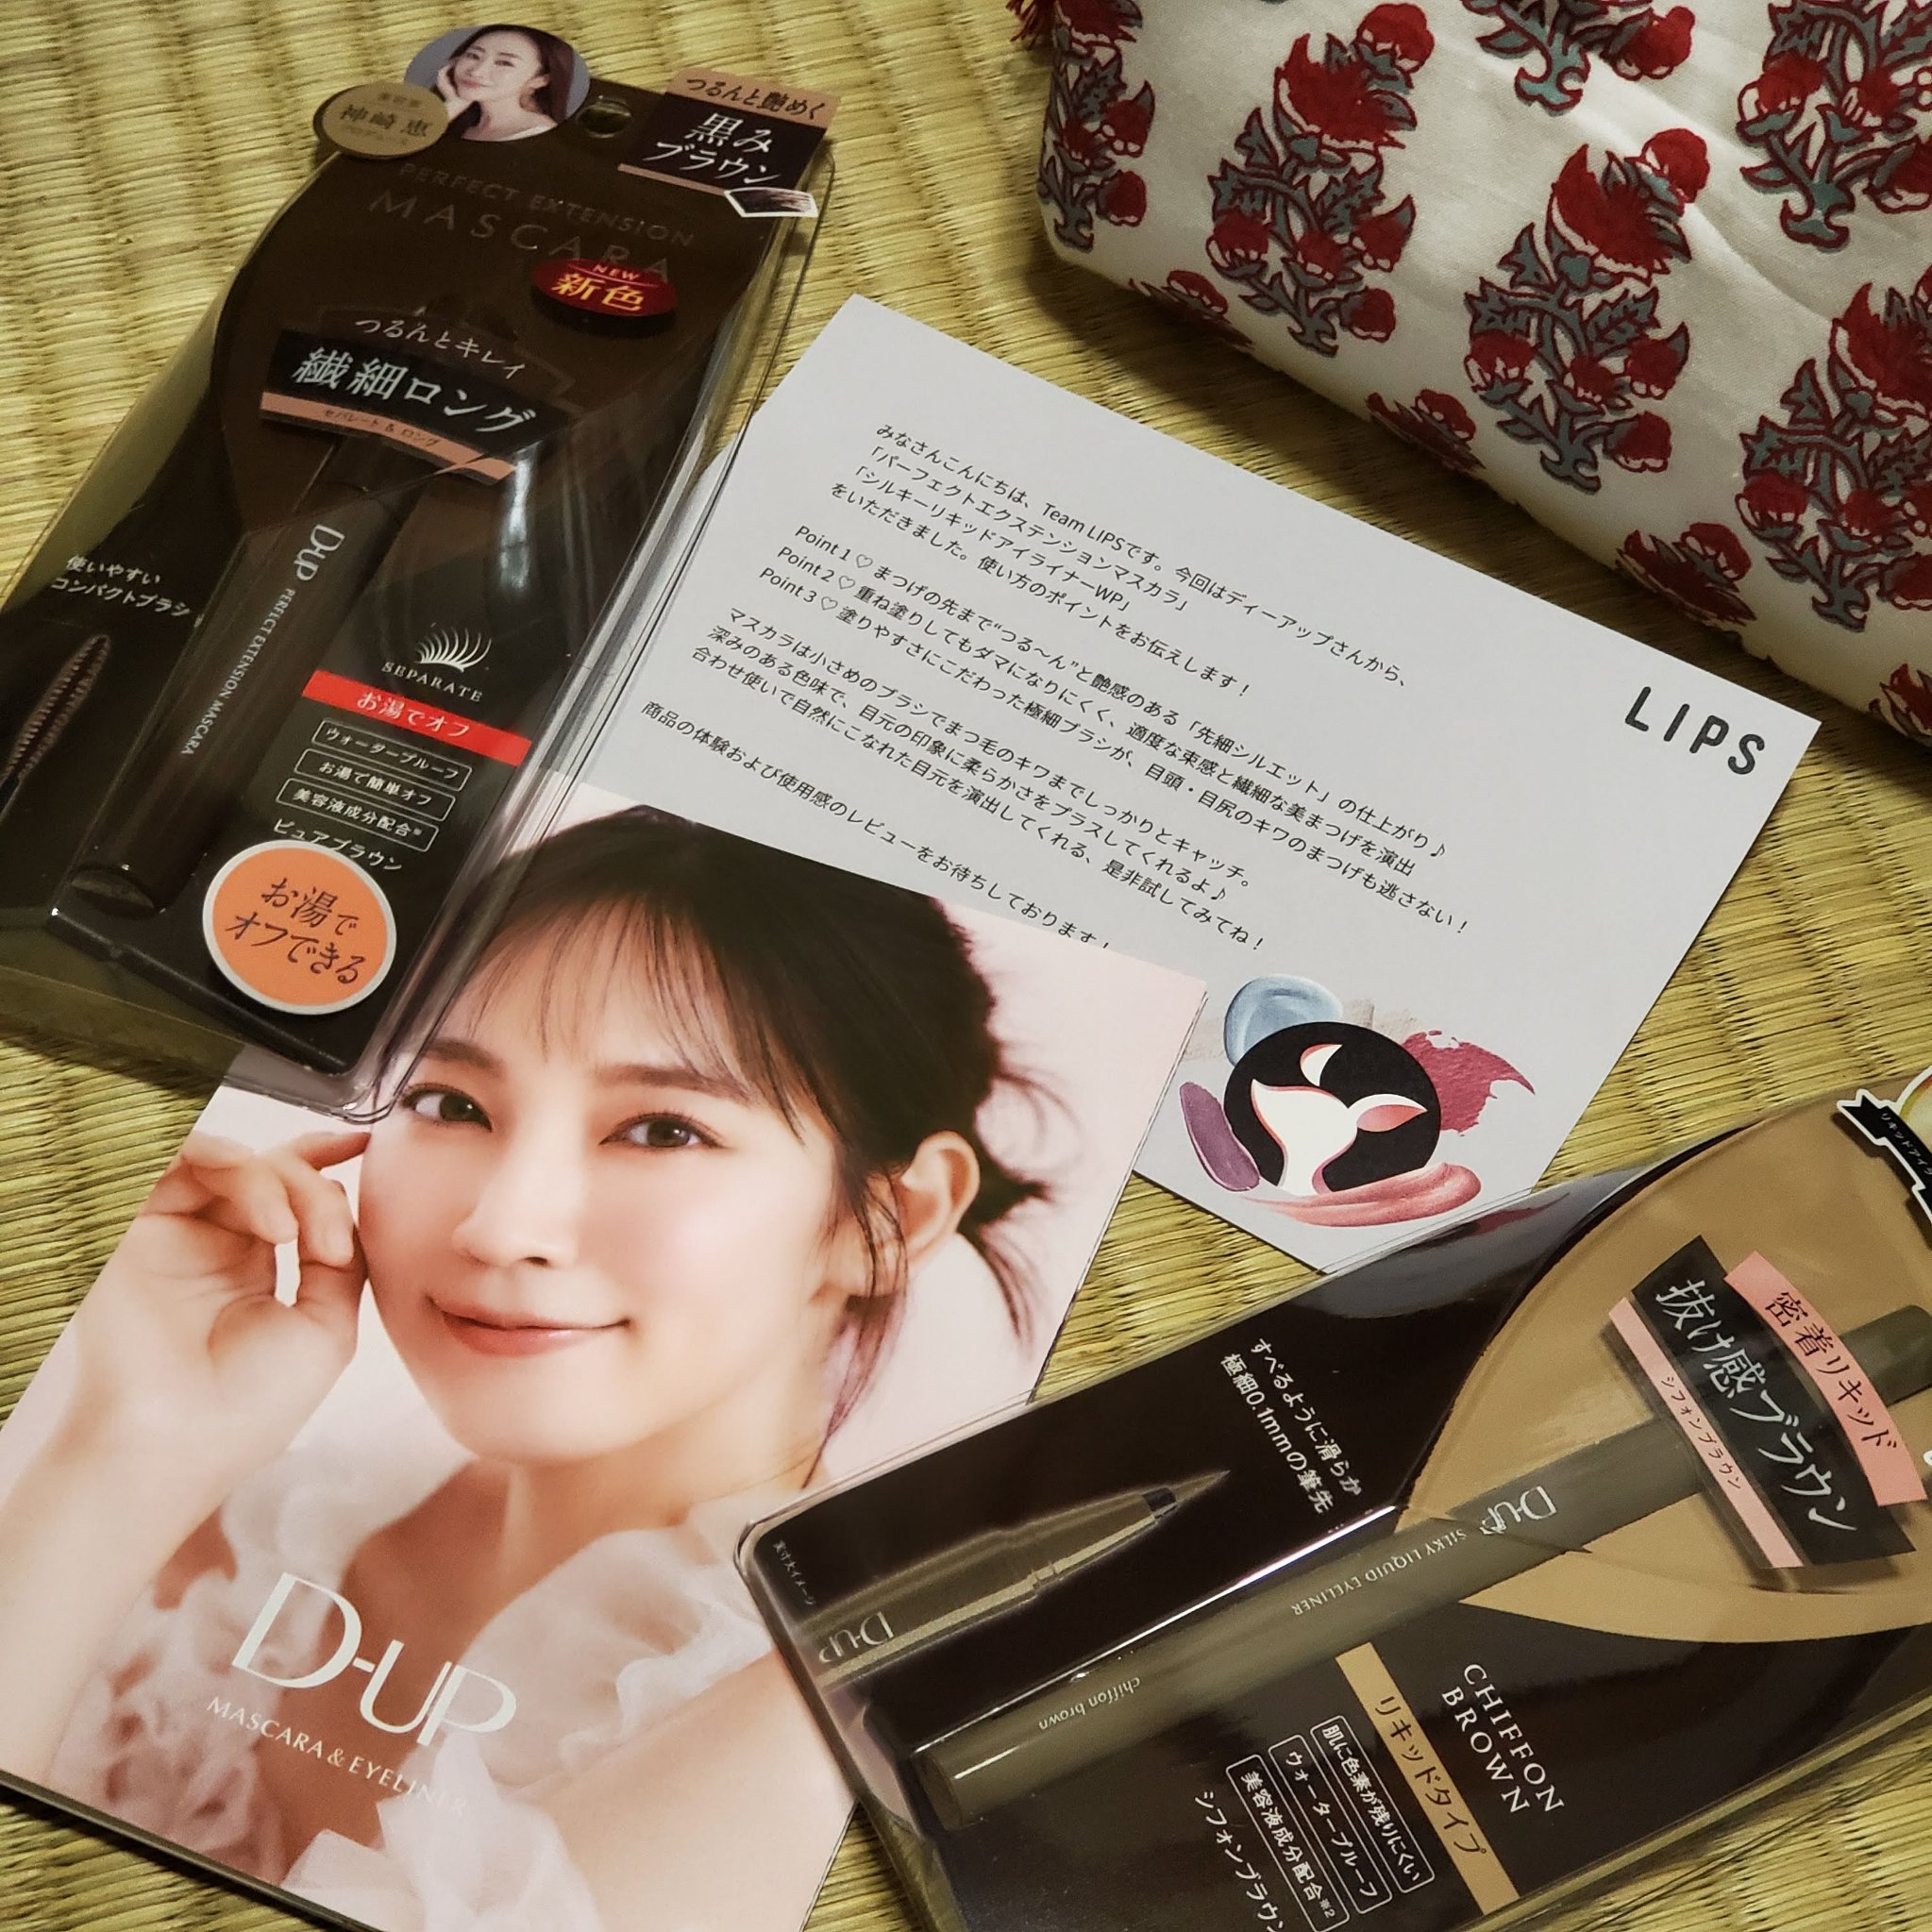 神崎 恵
つるんと艶めく
黒み
ブラウン
PERFECT EXTENSION
MASCARA
NEW
新色
つるんとキレイ
繊細ロング
セパレート&ロング
使いやすい
コンパクトブラシ
D-UP PERFECT EXTENSION MASCARA
SEPARATE
お湯でオフ
ウォータープルーフ
お湯で簡単オフ
美容液成分配合※
ピュアブラウン
お湯で
オフできる
LIPS
みなさんこんにちは、Team LIPSです。今回はディーアップさんから、
「パーフェクトエクステンションマスカラ」
「シルキーリキッドアイライナーWP」
をいただきました。使い方のポイントをお伝えします！
Point 1 ♡ まつげの先まで“つる〜ん”と艶感のある「先細シルエット」の仕上がり♪
Point 2 ♡ 重ね塗りしてもダマになりにくく、適度な束感と繊細な美まつげを演出
Point 3 ♡ 塗りやすさにこだわった極細ブラシが、目頭・目尻のキワのまつげも逃さない！
マスカラは小さめのブラシでまつ毛のキワまでしっかりとキャッチ。
深みのある色味で、目元の印象に柔らかさをプラスしてくれるよ♪
合わせ使いで自然にこなれた目元を演出してくれる、是非試してみてね！
商品の体験および使用感のレビューをお待ちしております！
D-UP
MASCARA & EYELINER
密着リキッド
抜け感ブラウン
シフォンブラウン
すべるように滑らか
極細0.1mmの筆先
実寸大イメージ
D-UP
D-UP SILKY LIQUID EYELINER
chiffon brown
CHIFFON
BROWN
リキッドタイプ
肌に色素が残りにくい
ウォータープルーフ
美容液成分配合※2
シフォンブラウン